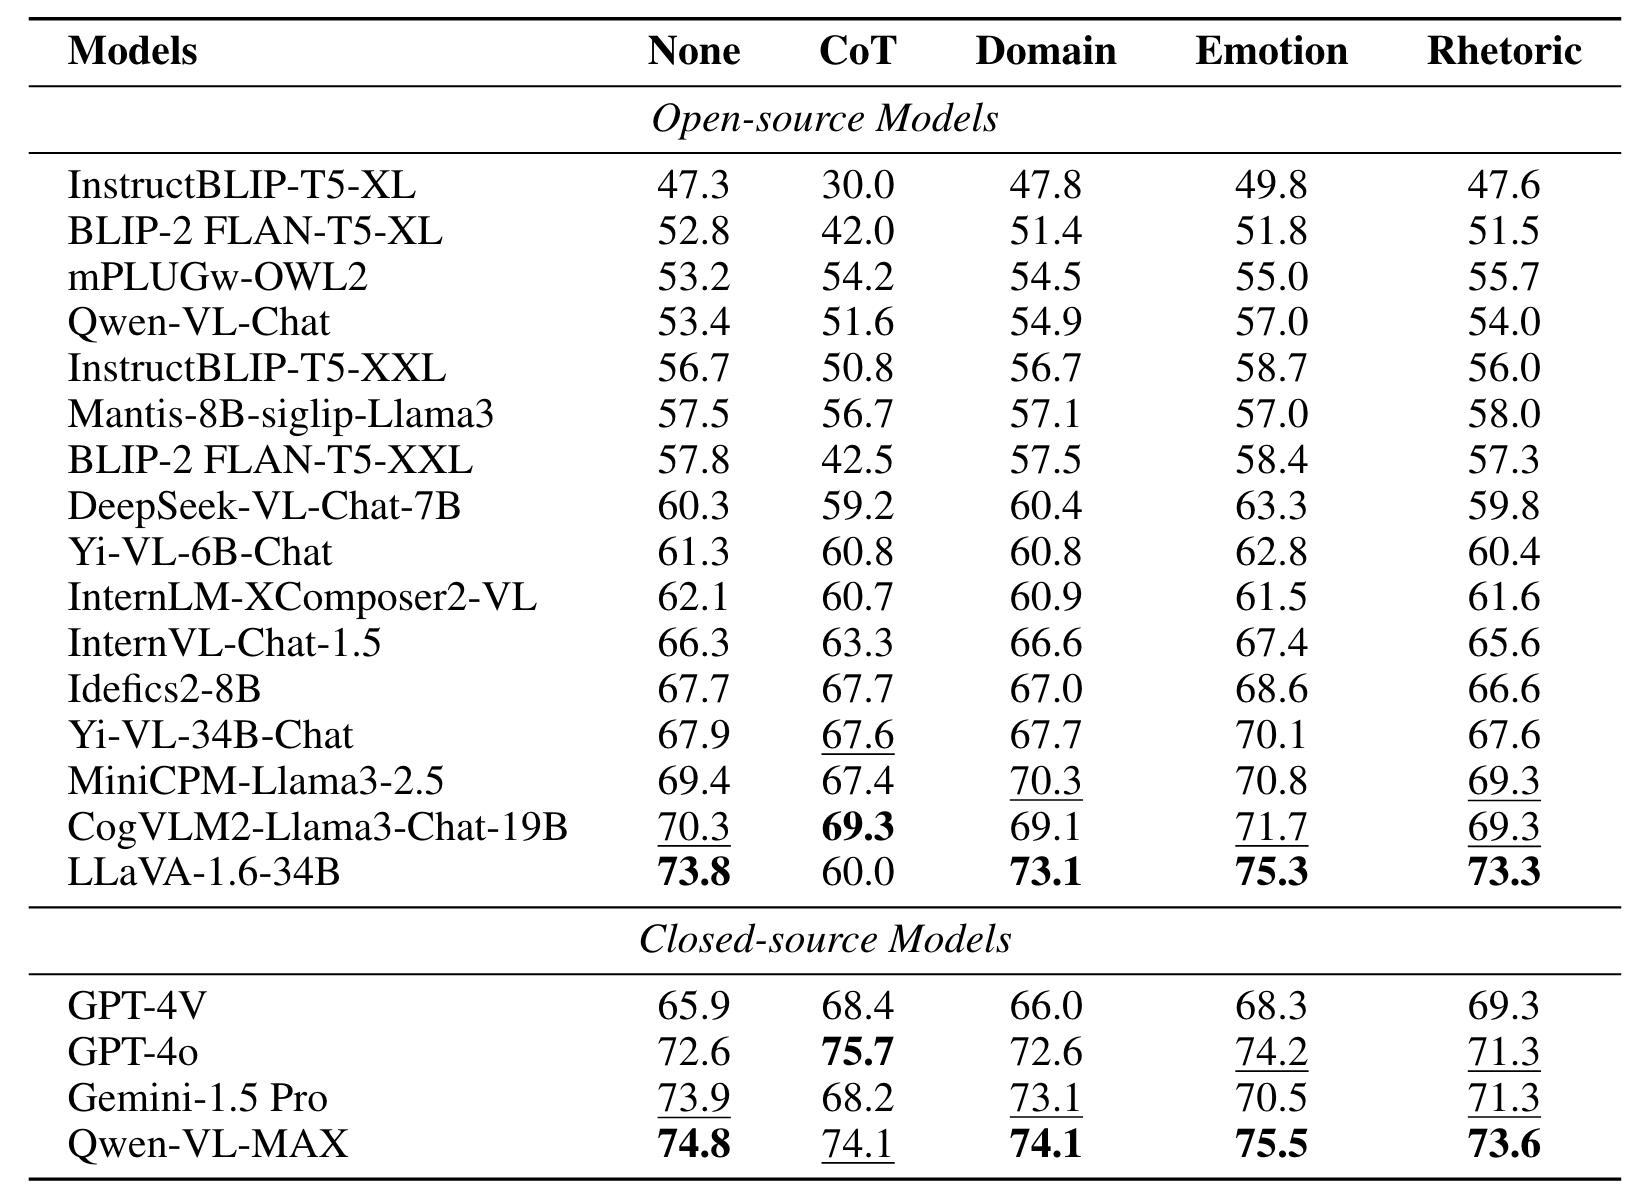 Models None CoT Domain Emotion Rhetoric
Open-source Models
InstructBLIP-T5-XL 47.3 30.0 47.8 49.8 47.6
BLIP-2 FLAN-T5-XL 52.8 42.0 51.4 51.8 51.5
mPLUGw-OWL2 53.2 54.2 54.5 55.0 55.7
Qwen-VL-Chat 53.4 51.6 54.9 57.0 54.0
InstructBLIP-T5-XXL 56.7 50.8 56.7 58.7 56.0
Mantis-8B-siglip-Llama3 57.5 56.7 57.1 57.0 58.0
BLIP-2 FLAN-T5-XXL 57.8 42.5 57.5 58.4 57.3
DeepSeek-VL-Chat-7B 60.3 59.2 60.4 63.3 59.8
Yi-VL-6B-Chat 61.3 60.8 60.8 62.8 60.4
InternLM-XComposer2-VL 62.1 60.7 60.9 61.5 61.6
InternVL-Chat-1.5 66.3 63.3 66.6 67.4 65.6
Idefics2-8B 67.7 67.7 67.0 68.6 66.6
Yi-VL-34B-Chat 67.9 67.6 67.7 70.1 67.6
MiniCPM-Llama3-2.5 69.4 67.4 70.3 70.8 69.3
CogVLM2-Llama3-Chat-19B 70.3 69.3 69.1 71.7 69.3
LLaVA-1.6-34B 73.8 60.0 73.1 75.3 73.3
Closed-source Models
GPT-4V 65.9 68.4 66.0 68.3 69.3
GPT-4o 72.6 75.7 72.6 74.2 71.3
Gemini-1.5 Pro 73.9 68.2 73.1 70.5 71.3
Qwen-VL-MAX 74.8 74.1 74.1 75.5 73.6